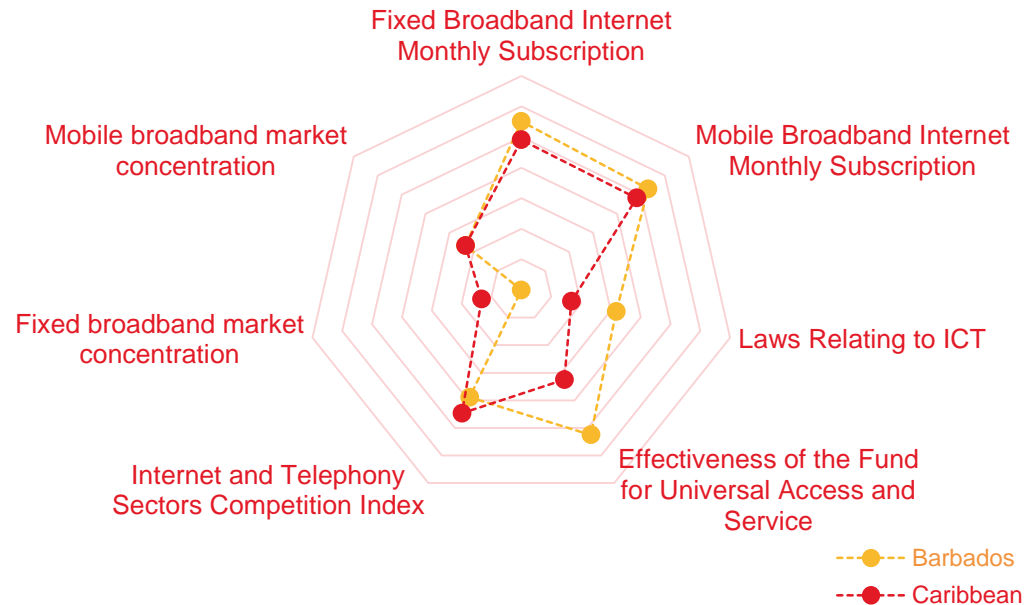 Fixed Broadband Internet
Monthly Subscription
Mobile broadband market
concentration
Mobile Broadband Internet
Monthly Subscription
Fixed broadband market
concentration
Laws Relating to ICT
Internet and Telephony
Sectors Competition Index
Effectiveness of the Fund
for Universal Access and
Service
Barbados
Caribbean